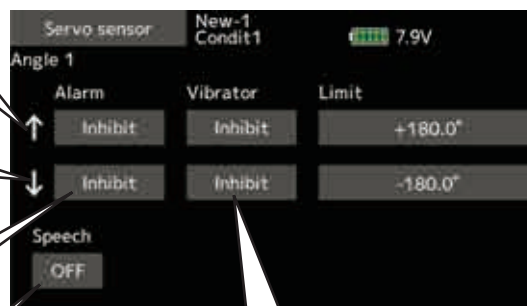 Servo sensor New-1
Condit1 7.9V
Angle 1
Alarm Vibrator Limit
↑ Inhibit Inhibit +180.0°
↓ Inhibit Inhibit -180.0°
Speech
OFF